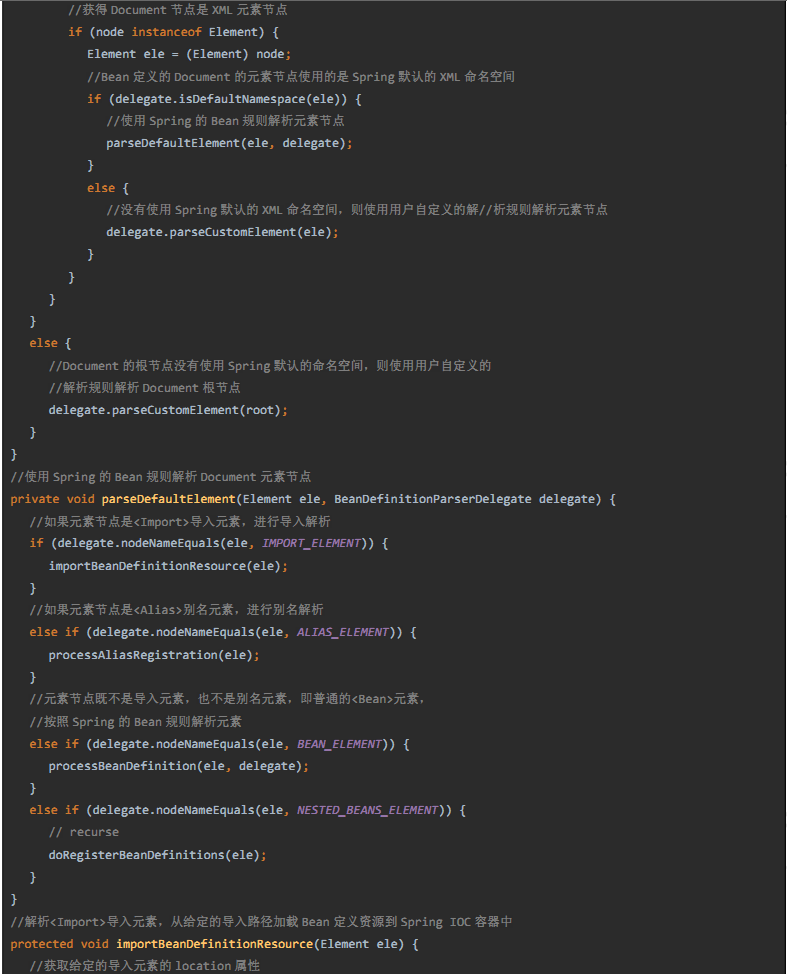 //获得 Document 节点是 XML 元素节点
if (node instanceof Element) {
Element ele = (Element) node;
//Bean 定义的 Document 的元素节点使用的是 Spring 默认的 XML 命名空间
if (delegate.isDefaultNamespace(ele)) {
//使用 Spring 的 Bean 规则解析元素节点
parseDefaultElement(ele, delegate);
}
else {
//没有使用 Spring 默认的 XML 命名空间，则使用用户自定义的解//析规则解析元素节点
delegate.parseCustomElement(ele);
}
}
}
}
else {
//Document 的根节点没有使用 Spring 默认的命名空间，则使用用户自定义的
//解析规则解析 Document 根节点
delegate.parseCustomElement(root);
}
}
//使用 Spring 的 Bean 规则解析 Document 元素节点
private void parseDefaultElement(Element ele, BeanDefinitionParserDelegate delegate) {
//如果元素节点是<Import>导入元素，进行导入解析
if (delegate.nodeNameEquals(ele, IMPORT_ELEMENT)) {
importBeanDefinitionResource(ele);
}
//如果元素节点是<Alias>别名元素，进行别名解析
else if (delegate.nodeNameEquals(ele, ALIAS_ELEMENT)) {
processAliasRegistration(ele);
}
//元素节点既不是导入元素，也不是别名元素，即普通的<Bean>元素，
//按照 Spring 的 Bean 规则解析元素
else if (delegate.nodeNameEquals(ele, BEAN_ELEMENT)) {
processBeanDefinition(ele, delegate);
}
else if (delegate.nodeNameEquals(ele, NESTED_BEANS_ELEMENT)) {
// recurse
doRegisterBeanDefinitions(ele);
}
}
//解析<Import>导入元素，从给定的导入路径加载 Bean 定义资源到 Spring IOC 容器中
protected void importBeanDefinitionResource(Element ele) {
//获取给定的导入元素的 location 属性